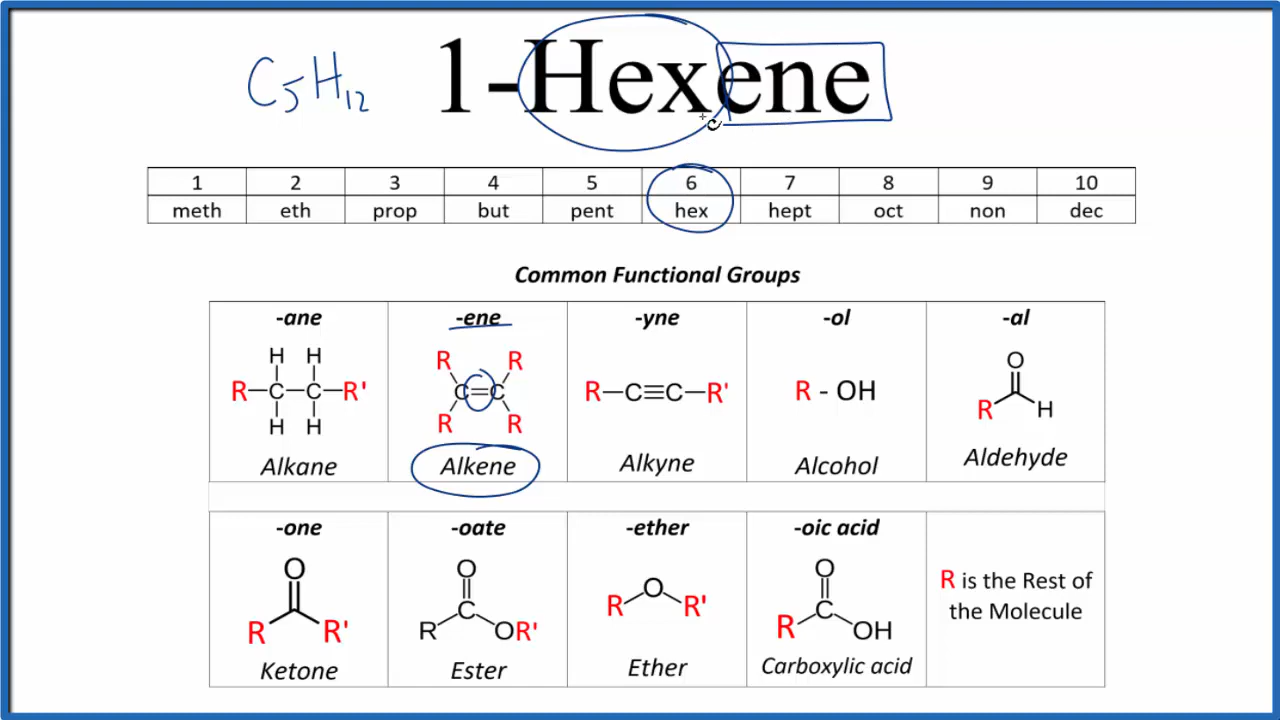 C5H12 1-Hexene
1 2 3 4 5 6 7 8 9 10
meth eth prop but pent hex hept oct non dec
Common Functional Groups
-ane -ene -yne -ol -al
H H R R O
R-C-C-R' C=C R-C≡C-R' R - OH
H H R R R H
Alkane Alkene Alkyne Alcohol Aldehyde
-one -oate -ether -oic acid
O O O O R is the Rest of
C R R' C the Molecule
R R' R OR' R OH
Ketone Ester Ether Carboxylic acid